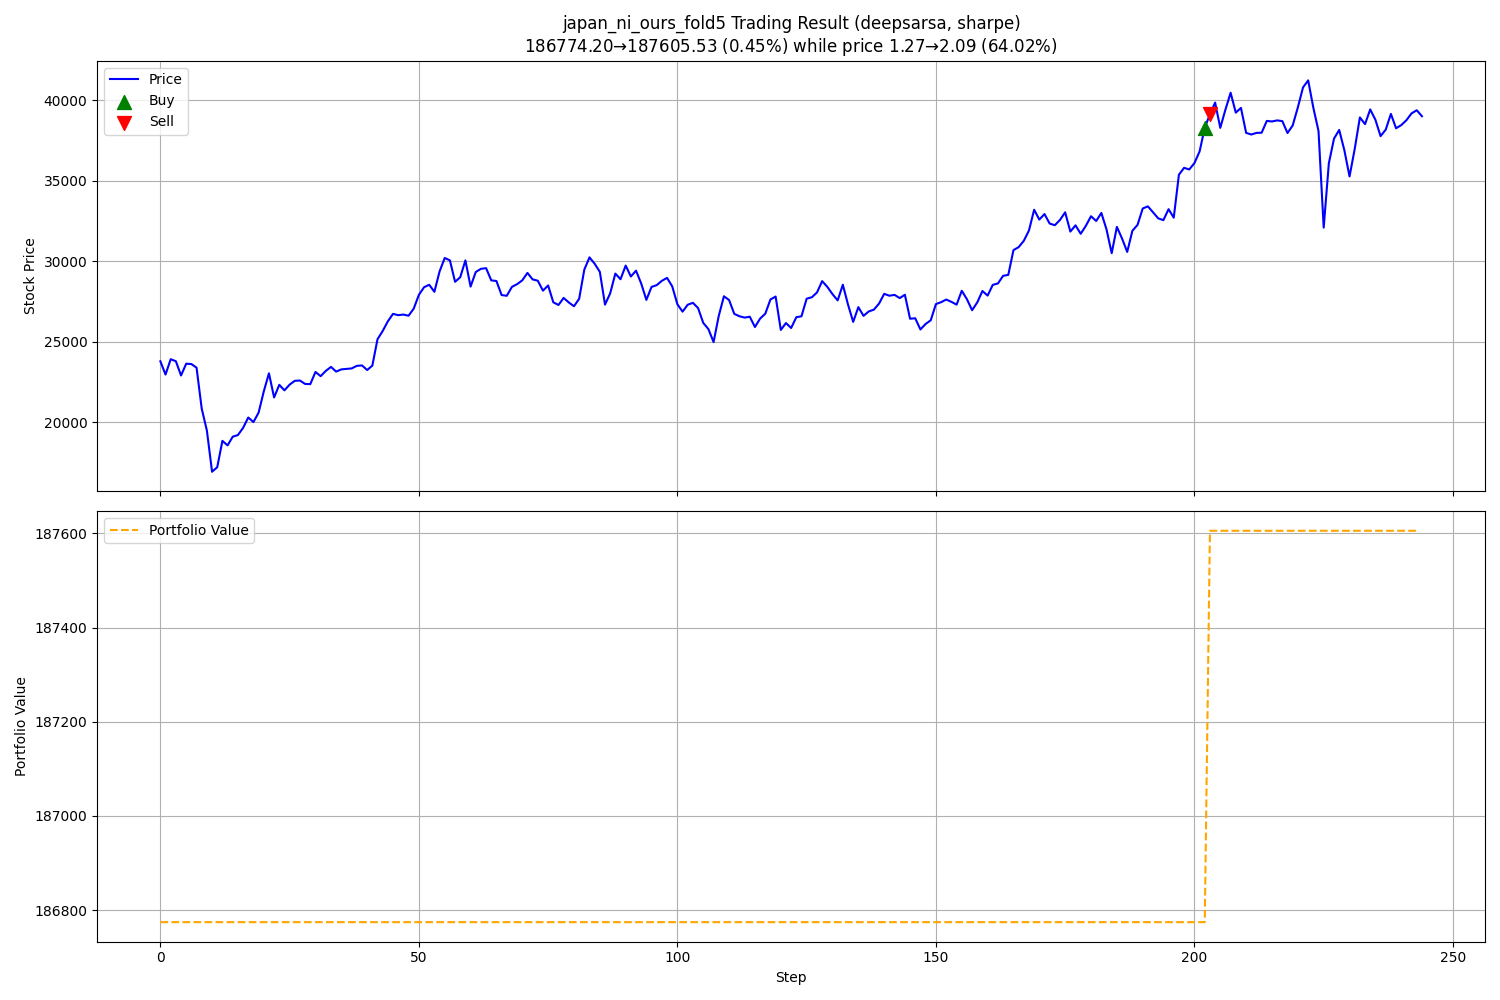 japan_ni_ours_fold5 Trading Result (deepsarsa, sharpe)
186774.20→187605.53 (0.45%) while price 1.27→2.09 (64.02%)
Price
Buy
Sell
40000
35000
30000
25000
20000
Stock Price
Portfolio Value
187600
187400
187200
187000
186800
Portfolio Value
0
50
100
150
200
250
Step